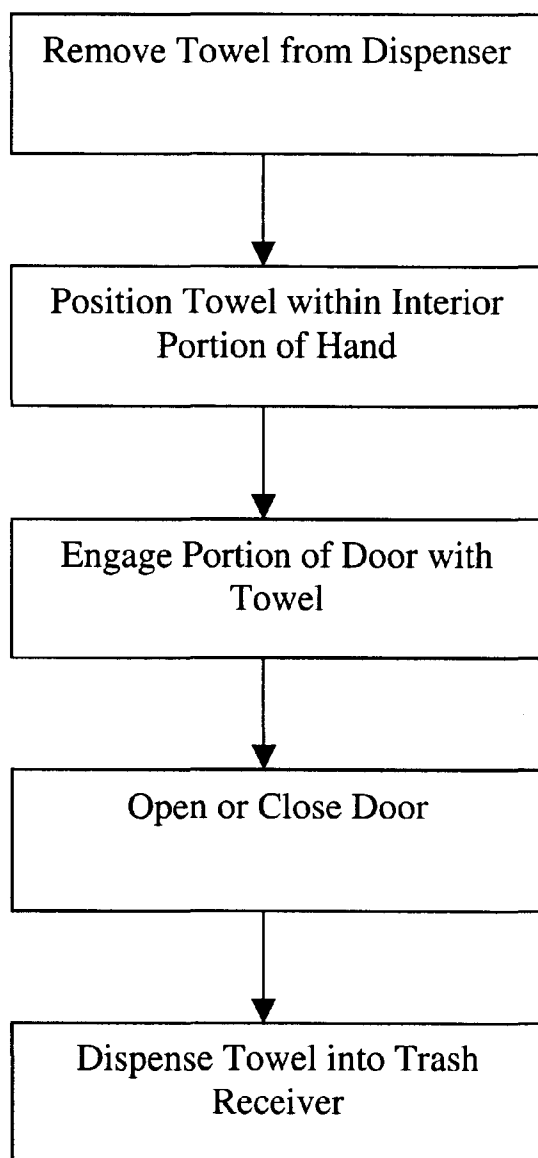 Remove Towel from Dispenser
Position Towel within Interior
Portion of Hand
Engage Portion of Door with
Towel
Open or Close Door
Dispense Towel into Trash
Receiver